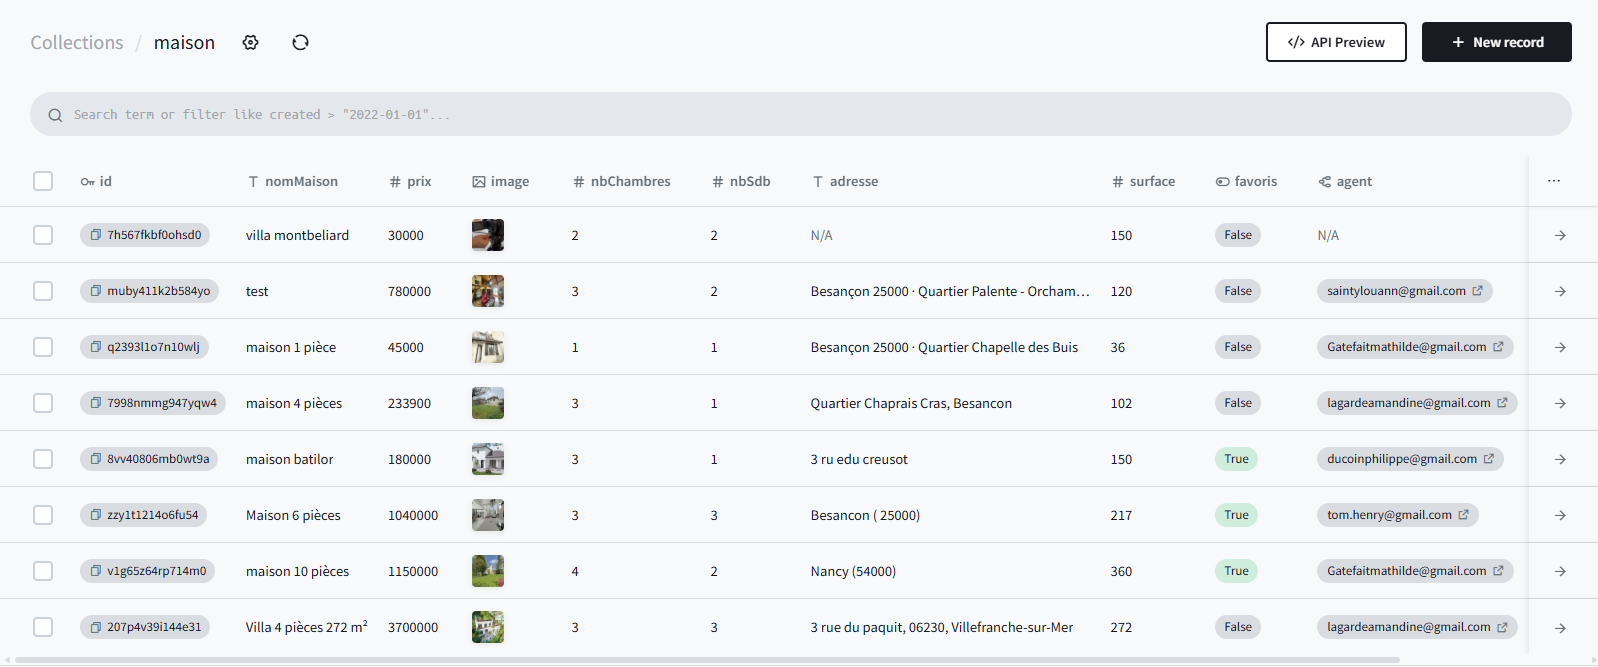 Collections / maison
API Preview
New record
Search term or filter like created > "2022-01-01"...
id nomMaison prix image nbChambres nbSdb adresse surface favoris agent ...
7h567fkbf0ohsd0 villa montbeliard 30000 2 2 N/A 150 False N/A
muby411k2b584yo test 780000 3 2 Besançon 25000 · Quartier Palente - Orcham... 120 False saintylouann@gmail.com
q2393l1o7n10wlj maison 1 pièce 45000 1 1 Besançon 25000 · Quartier Chapelle des Buis 36 False Gatefaitmathilde@gmail.com
7998nmmg947yqw4 maison 4 pièces 233900 3 1 Quartier Chaprais Cras, Besancon 102 False lagardeamandine@gmail.com
8vv40806mb0wt9a maison batilor 180000 3 1 3 ru edu creusot 150 True ducoinphilippe@gmail.com
zzy1t1214o6fu54 Maison 6 pièces 1040000 3 3 Besancon ( 25000) 217 True tom.henry@gmail.com
v1g65z64rp714m0 maison 10 pièces 1150000 4 2 Nancy (54000) 360 True Gatefaitmathilde@gmail.com
207p4v39i144e31 Villa 4 pièces 272 m² 3700000 3 3 3 rue du paquit, 06230, Villefranche-sur-Mer 272 False lagardeamandine@gmail.com